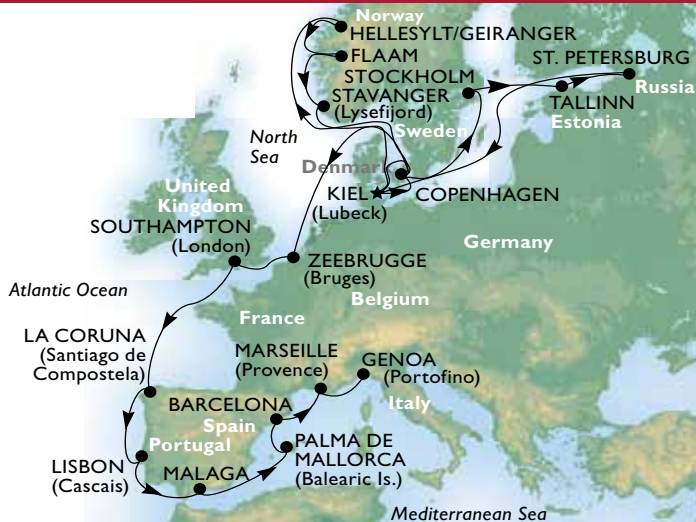 Norway
HELLESYLT/GEIRANGER
FLAAM
ST. PETERSBURG
STOCKHOLM
Russia
STAVANGER
(Lysefijord)
TALLINN
Estonia
North
Sea
Sweden
Denmark
United
Kingdom
KIEL
(Lubeck)
COPENHAGEN
SOUTHAMPTON
(London)
Germany
ZEEBRUGGE
(Bruges)
Atlantic Ocean
Belgium
France
LA CORUNA
(Santiago de
Compostela)
MARSEILLE
(Provence)
GENOA
(Portofino)
BARCELONA
Italy
Spain
Portugal
PALMA DE
MALLORCA
(Balearic Is.)
LISBON
(Cascais)
MALAGA
Mediterranean Sea